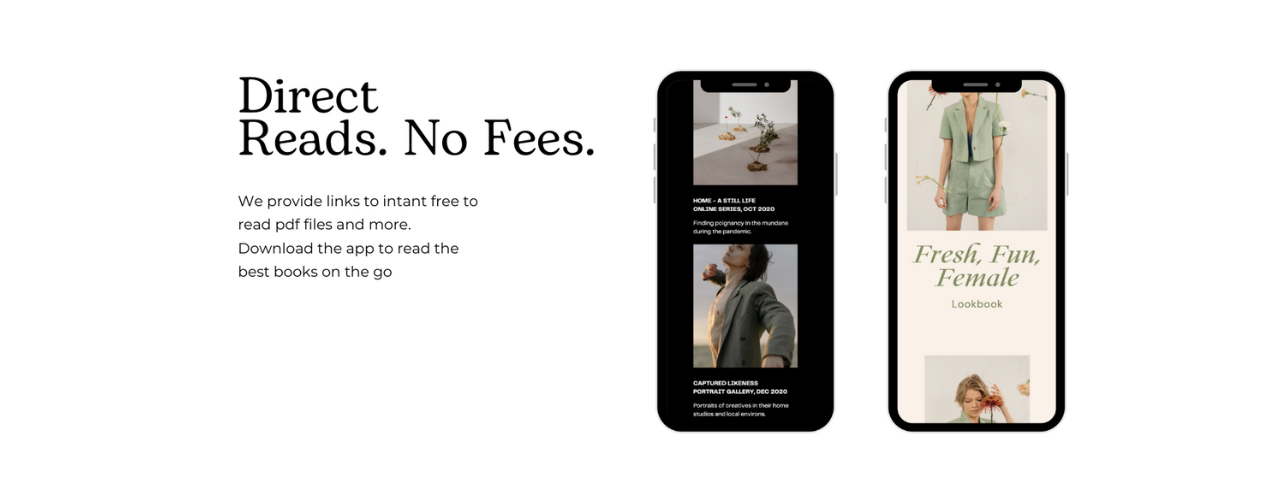 Direct
Reads. No Fees.
We provide links to intant free to
read pdf files and more.
Download the app to read the
best books on the go
HOME - A STILL LIFE
ONLINE SERIES, OCT 2020
Finding poignancy in the mundane
during the pandemic.
CAPTURED LIKENESS
PORTRAIT GALLERY, DEC 2020
Portraits of creatives in their home
studios and local environs.
Fresh, Fun,
Female
Lookbook